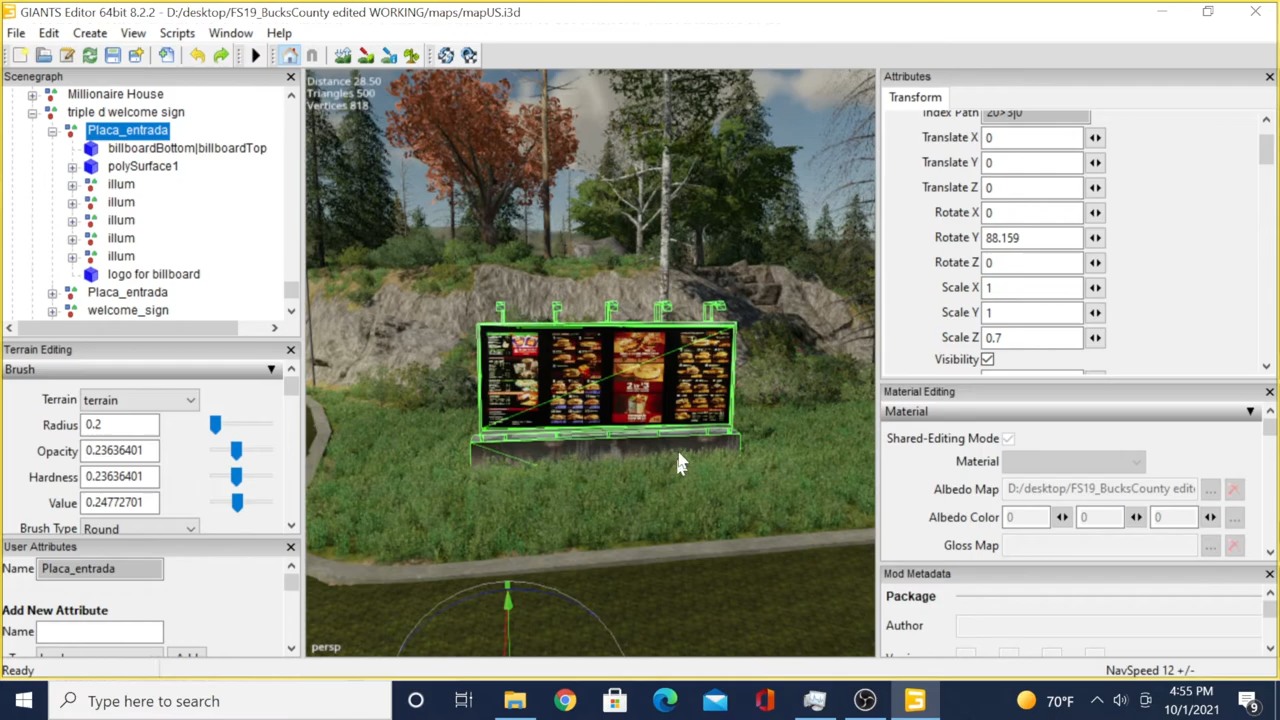 GIANTS Editor 64bit 8.2.2 - D:/desktop/FS19_BucksCounty edited WORKING/maps/mapUS.i3d
File Edit Create View Scripts Window Help
Scenegraph
Millionaire House
triple d welcome sign
Placa_entrada
billboardBottom|billboardTop
polySurface1
illum
illum
illum
illum
illum
logo for billboard
Placa_entrada
welcome_sign
Terrain Editing
Brush
Terrain terrain
Radius 0.2
Opacity 0.23636401
Hardness 0.23636401
Value 0.24772701
Brush Type Round
User Attributes
Name Placa_entrada
Add New Attribute
Name
Ready
Distance 28.50
Triangles 500
Vertices 818
persp
Attributes
Transform
Index Path 20>3|0
Translate X 0
Translate Y 0
Translate Z 0
Rotate X 0
Rotate Y 88.159
Rotate Z 0
Scale X 1
Scale Y 1
Scale Z 0.7
Visibility
Material Editing
Material
Shared-Editing Mode
Material
Albedo Map D:/desktop/FS19_BucksCounty edit
Albedo Color 0 0 0
Gloss Map
Mod Metadata
Package
Author
NavSpeed 12 +/-
Type here to search
70°F
4:55 PM
10/1/2021
9